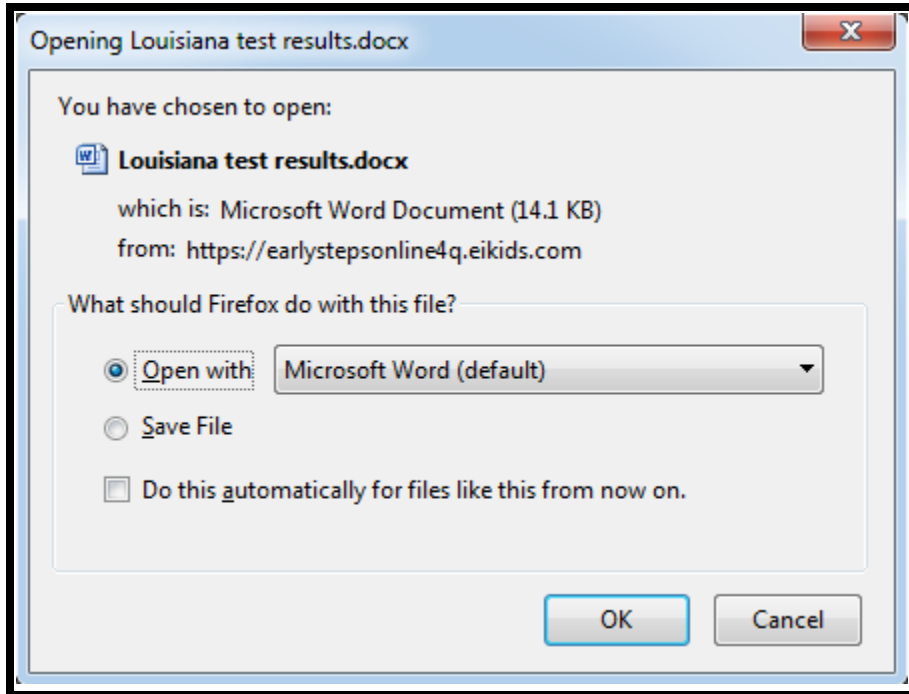 Opening Louisiana test results.docx
You have chosen to open:
Louisiana test results.docx
which is: Microsoft Word Document (14.1 KB)
from: https://earlystepsonline4q.eikids.com
What should Firefox do with this file?
Open with Microsoft Word (default)
Save File
Do this automatically for files like this from now on.
OK Cancel